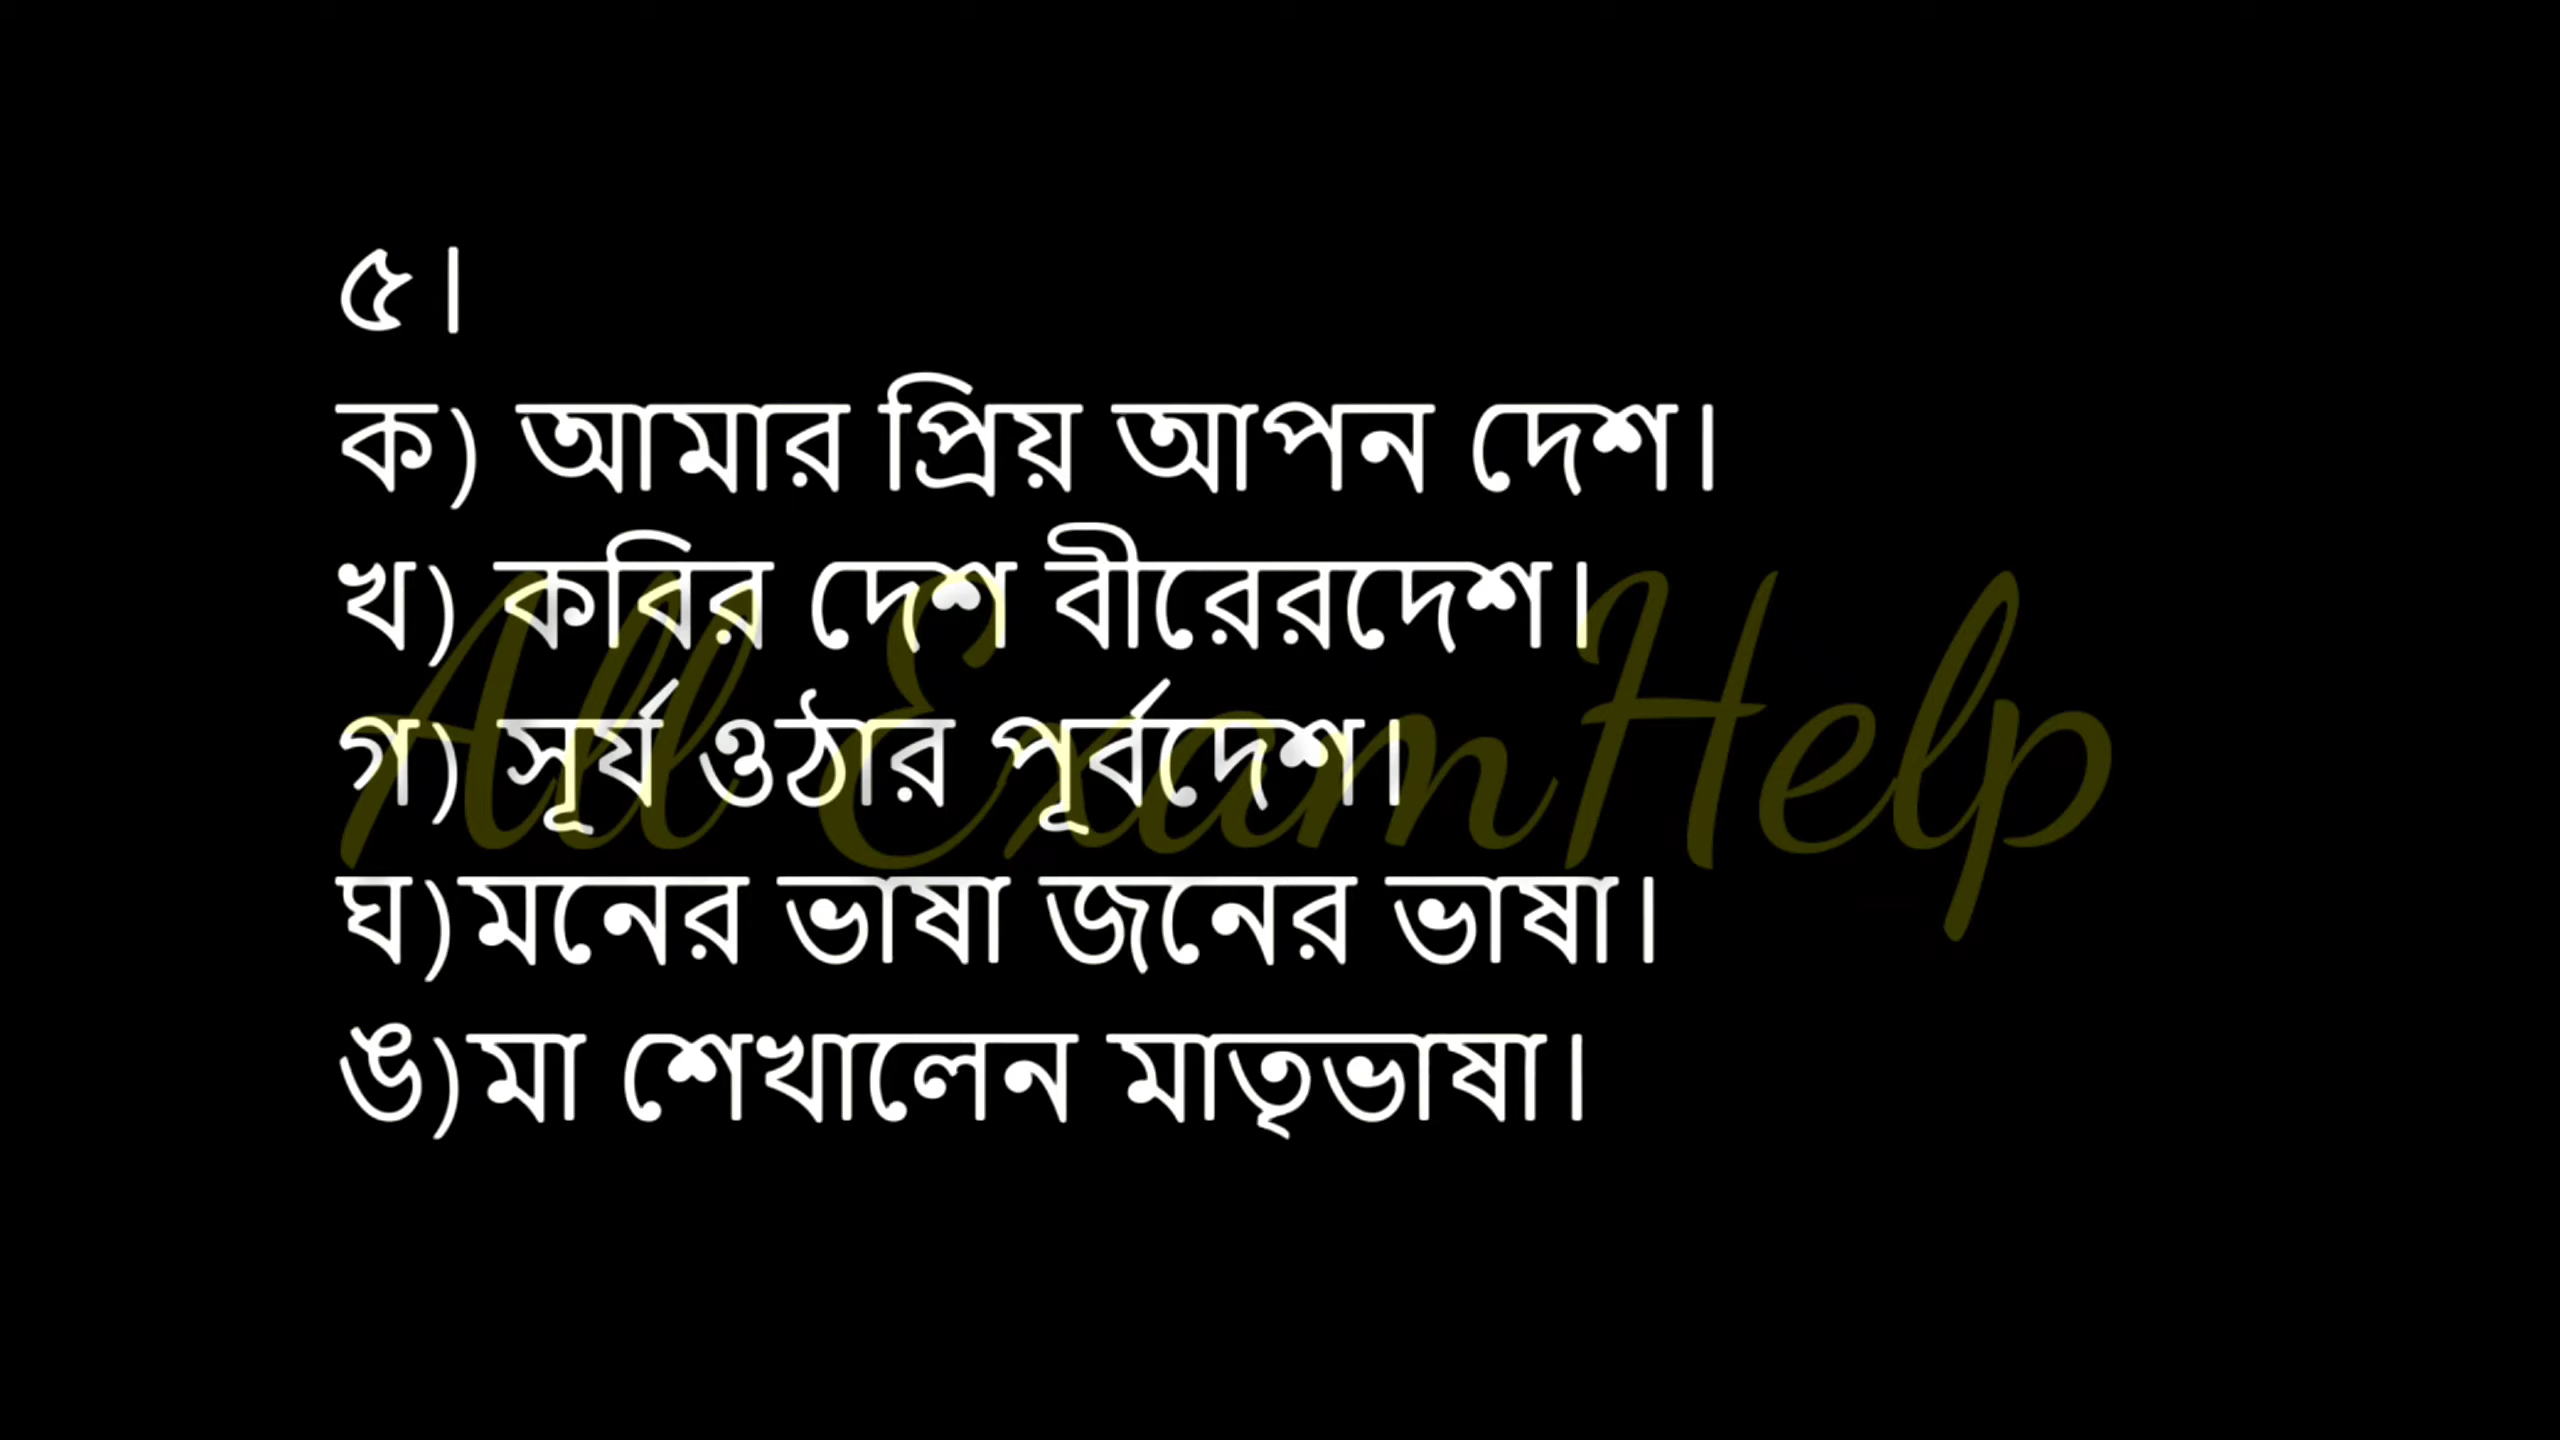 ৫।
ক) আমার প্রিয় আপন দেশ।
খ) কবির দেশ বীরেরদেশ।
গ) সূর্য ওঠার পূর্বদেশ।
ঘ)মনের ভাষা জনের ভাষা।
ঙ)মা শেখালেন মাতৃভাষা।
All Exam Help